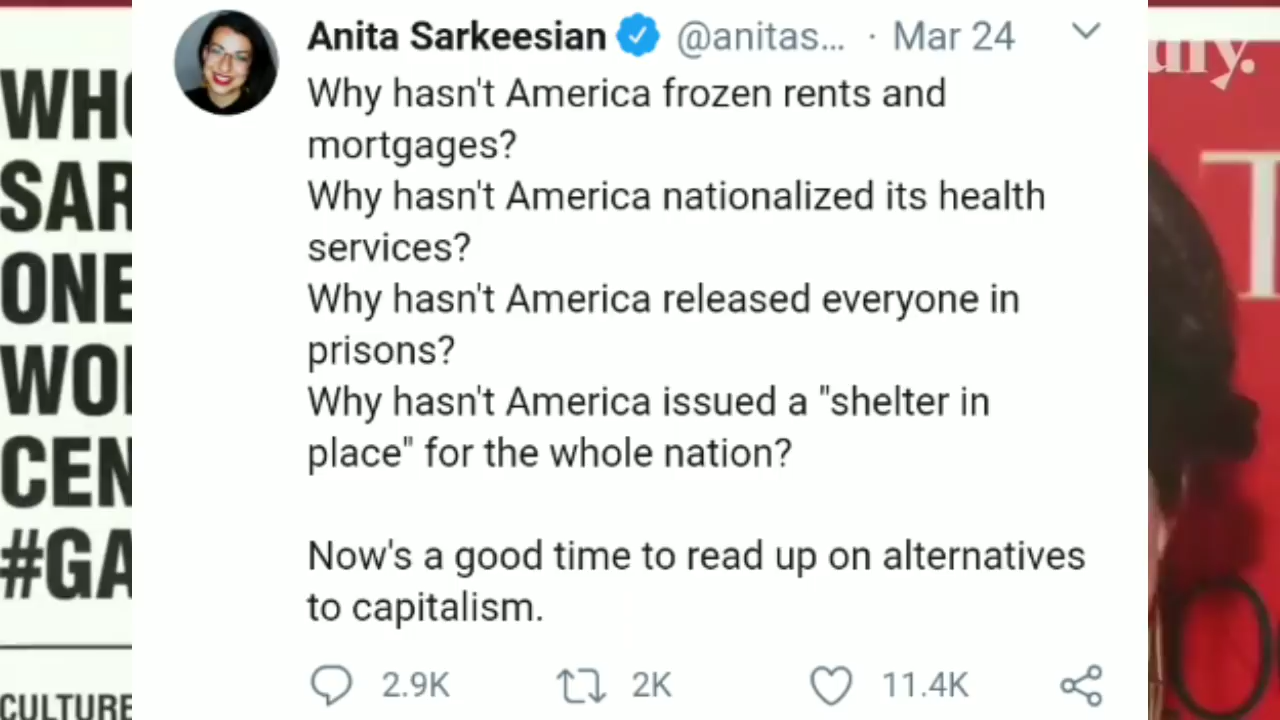 Anita Sarkeesian @anitas... · Mar 24
Why hasn't America frozen rents and
mortgages?
Why hasn't America nationalized its health
services?
Why hasn't America released everyone in
prisons?
Why hasn't America issued a "shelter in
place" for the whole nation?
Now's a good time to read up on alternatives
to capitalism.
2.9K 2K 11.4K
WHO
SAR
ONE
WO
CEN
#GA
CULTURE